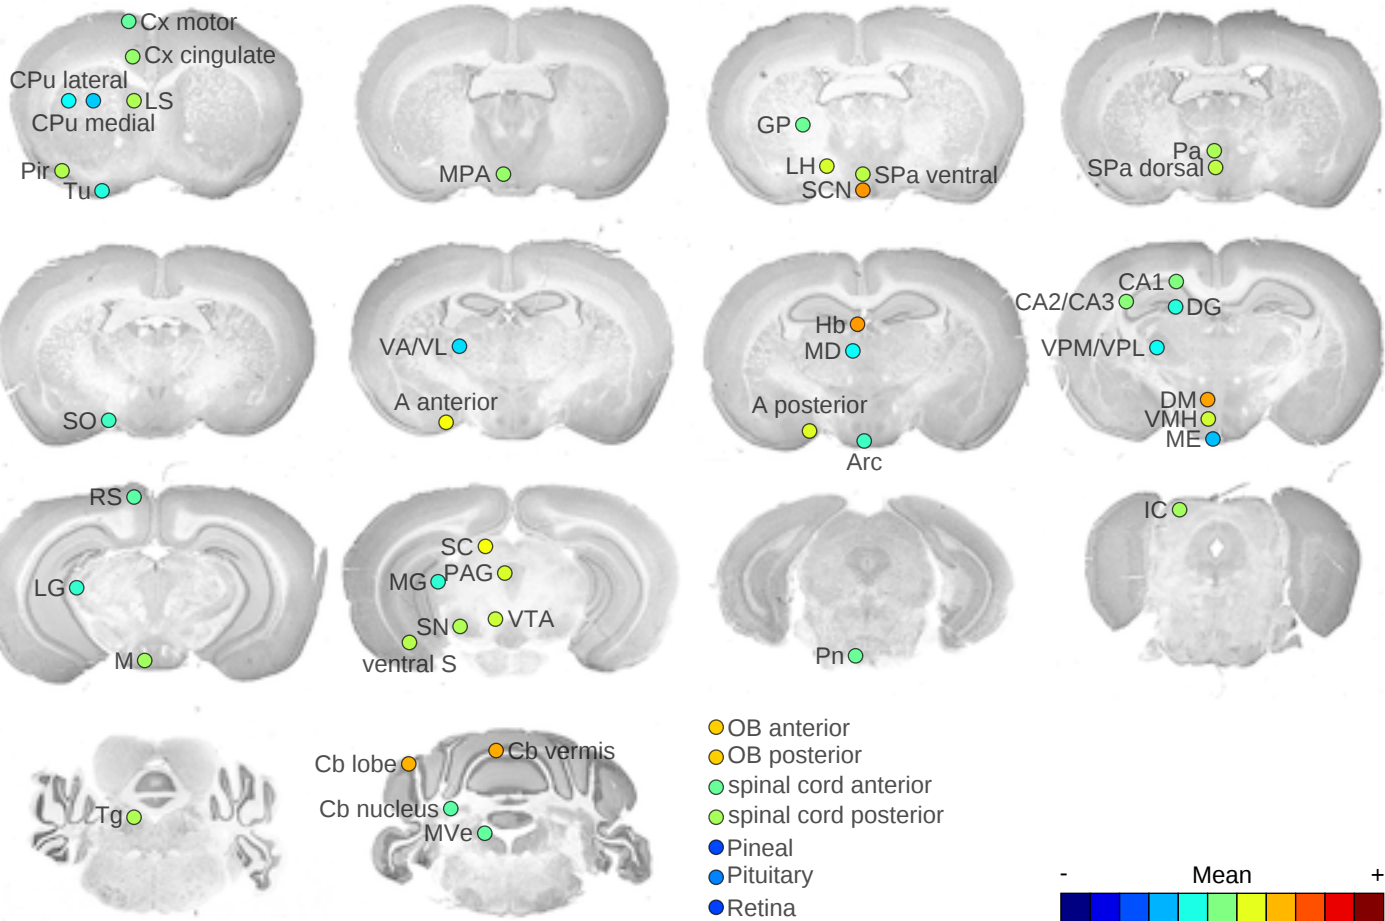 Cx motor
Cx cingulate
CPu lateral
LS
CPu medial
Pir
Tu
MPA
GP
LH
SPa ventral
SCN
Pa
SPa dorsal
SO
VA/VL
A anterior
Hb
MD
A posterior
Arc
CA1
CA2/CA3
DG
VPM/VPL
DM
VMH
ME
RS
LG
M
SC
PAG
MG
VTA
SN
ventral S
Pn
IC
Tg
Cb lobe
Cb vermis
Cb nucleus
MVe
OB anterior
OB posterior
spinal cord anterior
spinal cord posterior
Pineal
Pituitary
Retina
- Mean +